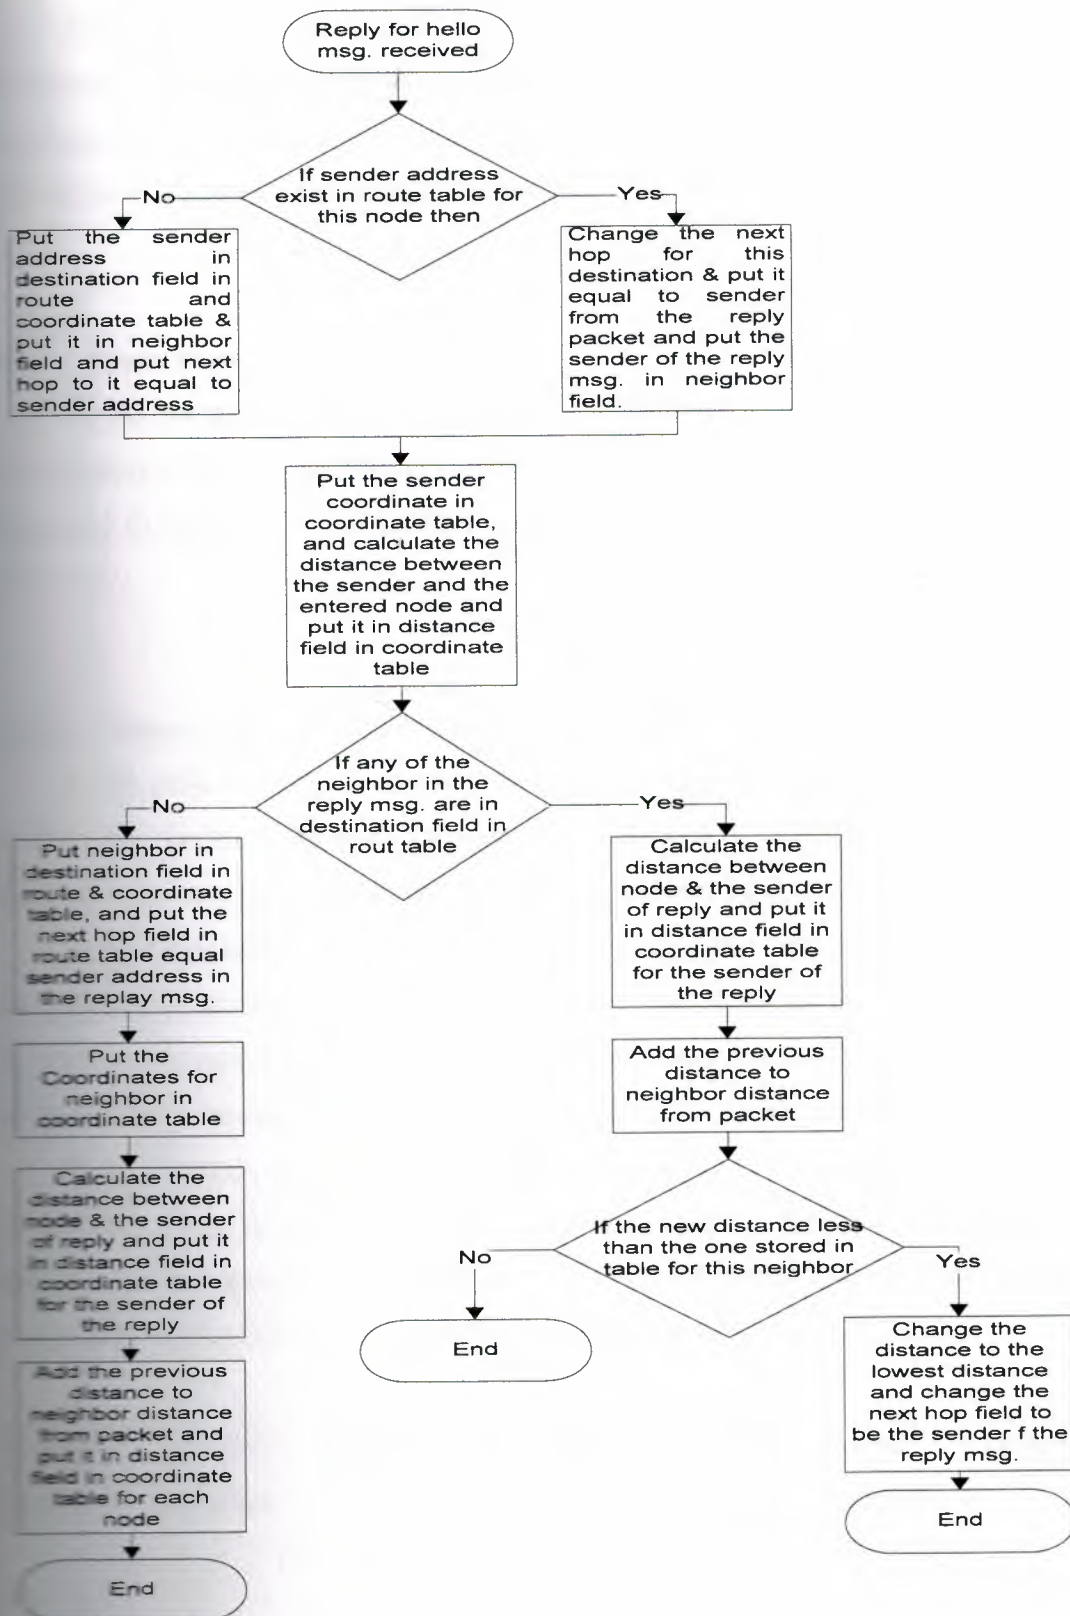 Reply for hello
msg. received
If sender address
exist in route table for
this node then
No
Yes
Put the sender
address in
destination field in
route and
coordinate table &
put it in neighbor
field and put next
hop to it equal to
sender address
Change the next
hop for this
destination & put it
equal to sender
from the reply
packet and put the
sender of the reply
msg. in neighbor
field.
Put the sender
coordinate in
coordinate table,
and calculate the
distance between
the sender and the
entered node and
put it in distance
field in coordinate
table
If any of the
neighbor in the
reply msg. are in
destination field in
rout table
No
Yes
Put neighbor in
destination field in
route & coordinate
table, and put the
next hop field in
route table equal
sender address in
the replay msg.
Put the
Coordinates for
neighbor in
coordinate table
Calculate the
distance between
node & the sender
of reply and put it
in distance field in
coordinate table
for the sender of
the reply
Add the previous
distance to
neighbor distance
from packet and
put it in distance
field in coordinate
table for each
node
End
Calculate the
distance between
node & the sender
of reply and put it
in distance field in
coordinate table
for the sender of
the reply
Add the previous
distance to
neighbor distance
from packet
If the new distance less
than the one stored in
table for this neighbor
No
Yes
End
Change the
distance to the
lowest distance
and change the
next hop field to
be the sender f the
reply msg.
End